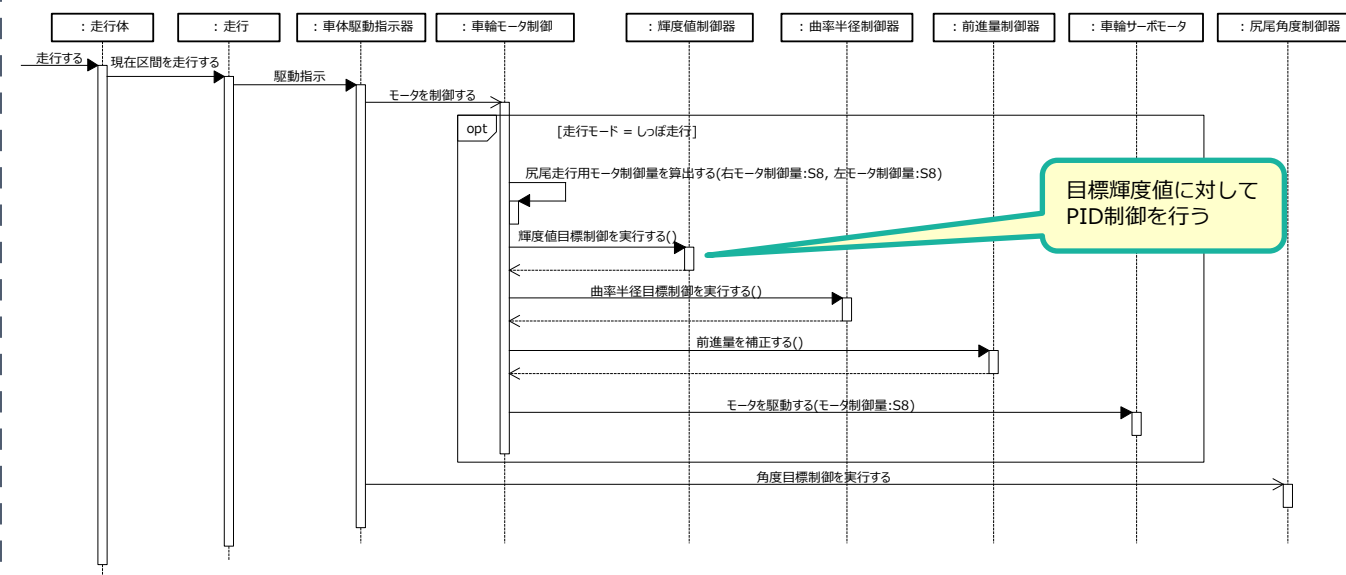 : 走行体
: 走行
: 車体駆動指示器
: 車輪モータ制御
: 輝度値制御器
: 曲率半径制御器
: 前進量制御器
: 車輪サーボモータ
: 尻尾角度制御器
走行する
現在区間を走行する
駆動指示
モータを制御する
opt
[走行モード = しっぽ走行]
尻尾走行用モータ制御量を算出する(右モータ制御量:S8, 左モータ制御量:S8)
目標輝度値に対して
PID制御を行う
輝度値目標制御を実行する()
曲率半径目標制御を実行する()
前進量を補正する()
モータを駆動する(モータ制御量:S8)
角度目標制御を実行する